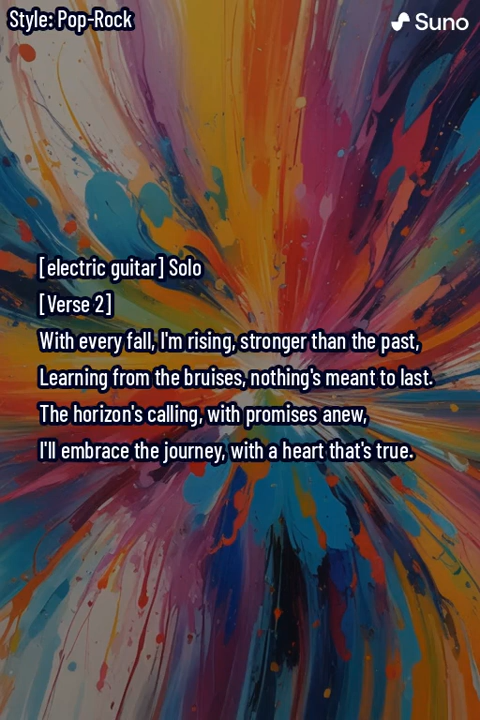 Style: Pop-Rock
Suno
[electric guitar] Solo
[Verse 2]
With every fall, I'm rising, stronger than the past,
Learning from the bruises, nothing's meant to last.
The horizon's calling, with promises anew,
I'll embrace the journey, with a heart that's true.